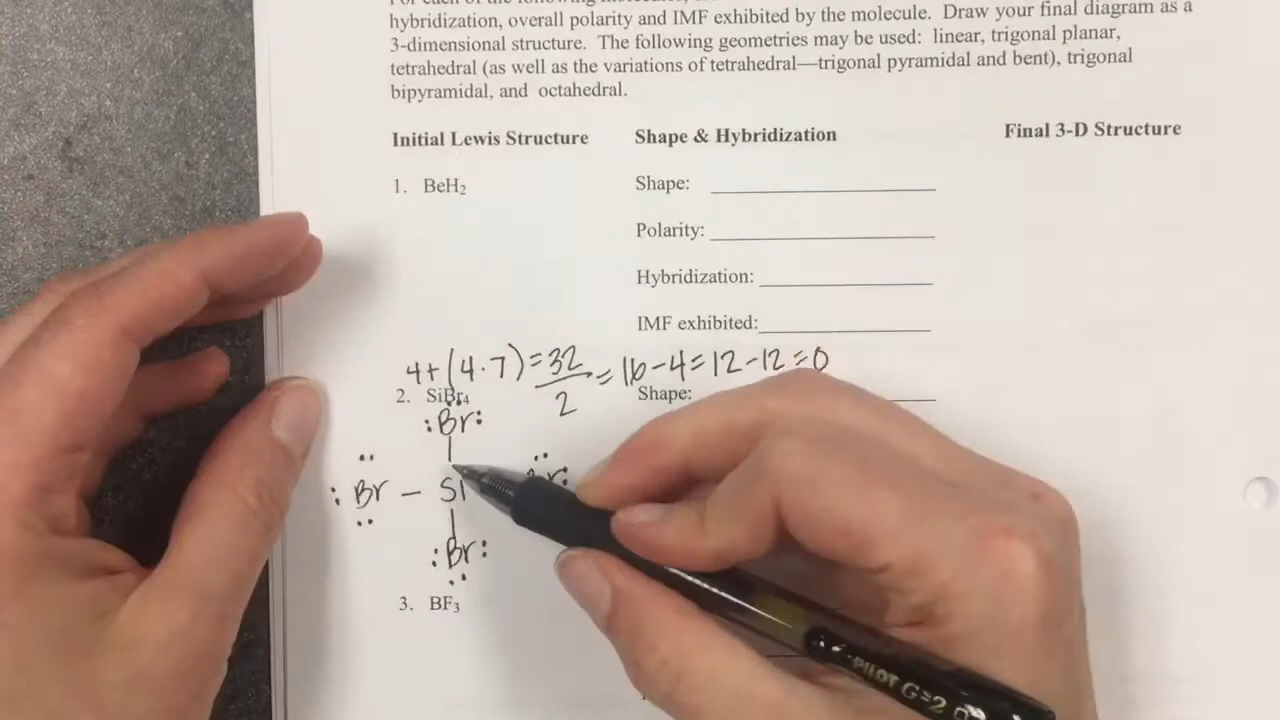 hybridization, overall polarity and IMF exhibited by the molecule. Draw your final diagram as a
3-dimensional structure. The following geometries may be used: linear, trigonal planar,
tetrahedral (as well as the variations of tetrahedral—trigonal pyramidal and bent), trigonal
bipyramidal, and octahedral.
Initial Lewis Structure Shape & Hybridization Final 3-D Structure
1. BeH₂ Shape:
Polarity:
Hybridization:
IMF exhibited:
4+(4·7)=32/2=16-4=12-12=0
2. SiBr₄ Shape:
:Br:
:Br – Si
:Br:
3. BF₃
PILOT G-2